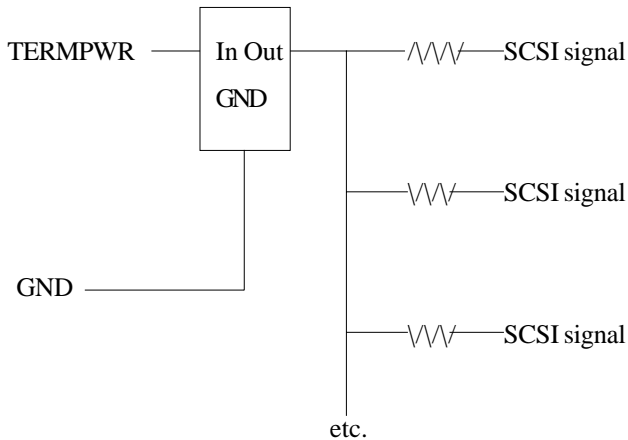 TERMPWR
In Out
GND
SCSI signal
SCSI signal
GND
SCSI signal
etc.